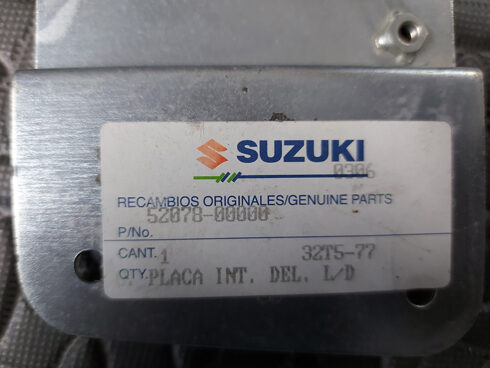 SUZUKI
0306
RECAMBIOS ORIGINALES/GENUINE PARTS
52078-00000
P/No.
CANT. 1 32T5-77
QTY. PLACA INT. DEL. L/D